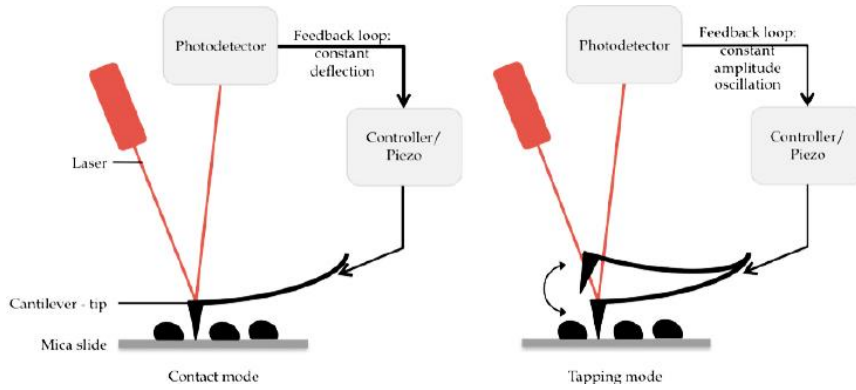 Photodetector
Feedback loop:
constant
deflection
Controller/
Piezo
Laser
Cantilever - tip
Mica slide
Contact mode
Photodetector
Feedback loop:
constant
amplitude
oscillation
Controller/
Piezo
Tapping mode